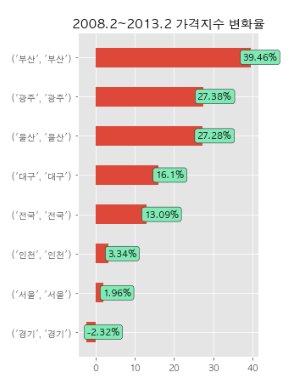 2008.2~2013.2 가격지수 변화율
('부산', '부산') 39.46%
('광주', '광주') 27.38%
('울산', '울산') 27.28%
('대구', '대구') 16.1%
('전국', '전국') 13.09%
('인천', '인천') 3.34%
('서울', '서울') 1.96%
('경기', '경기') -2.32%
0 10 20 30 40